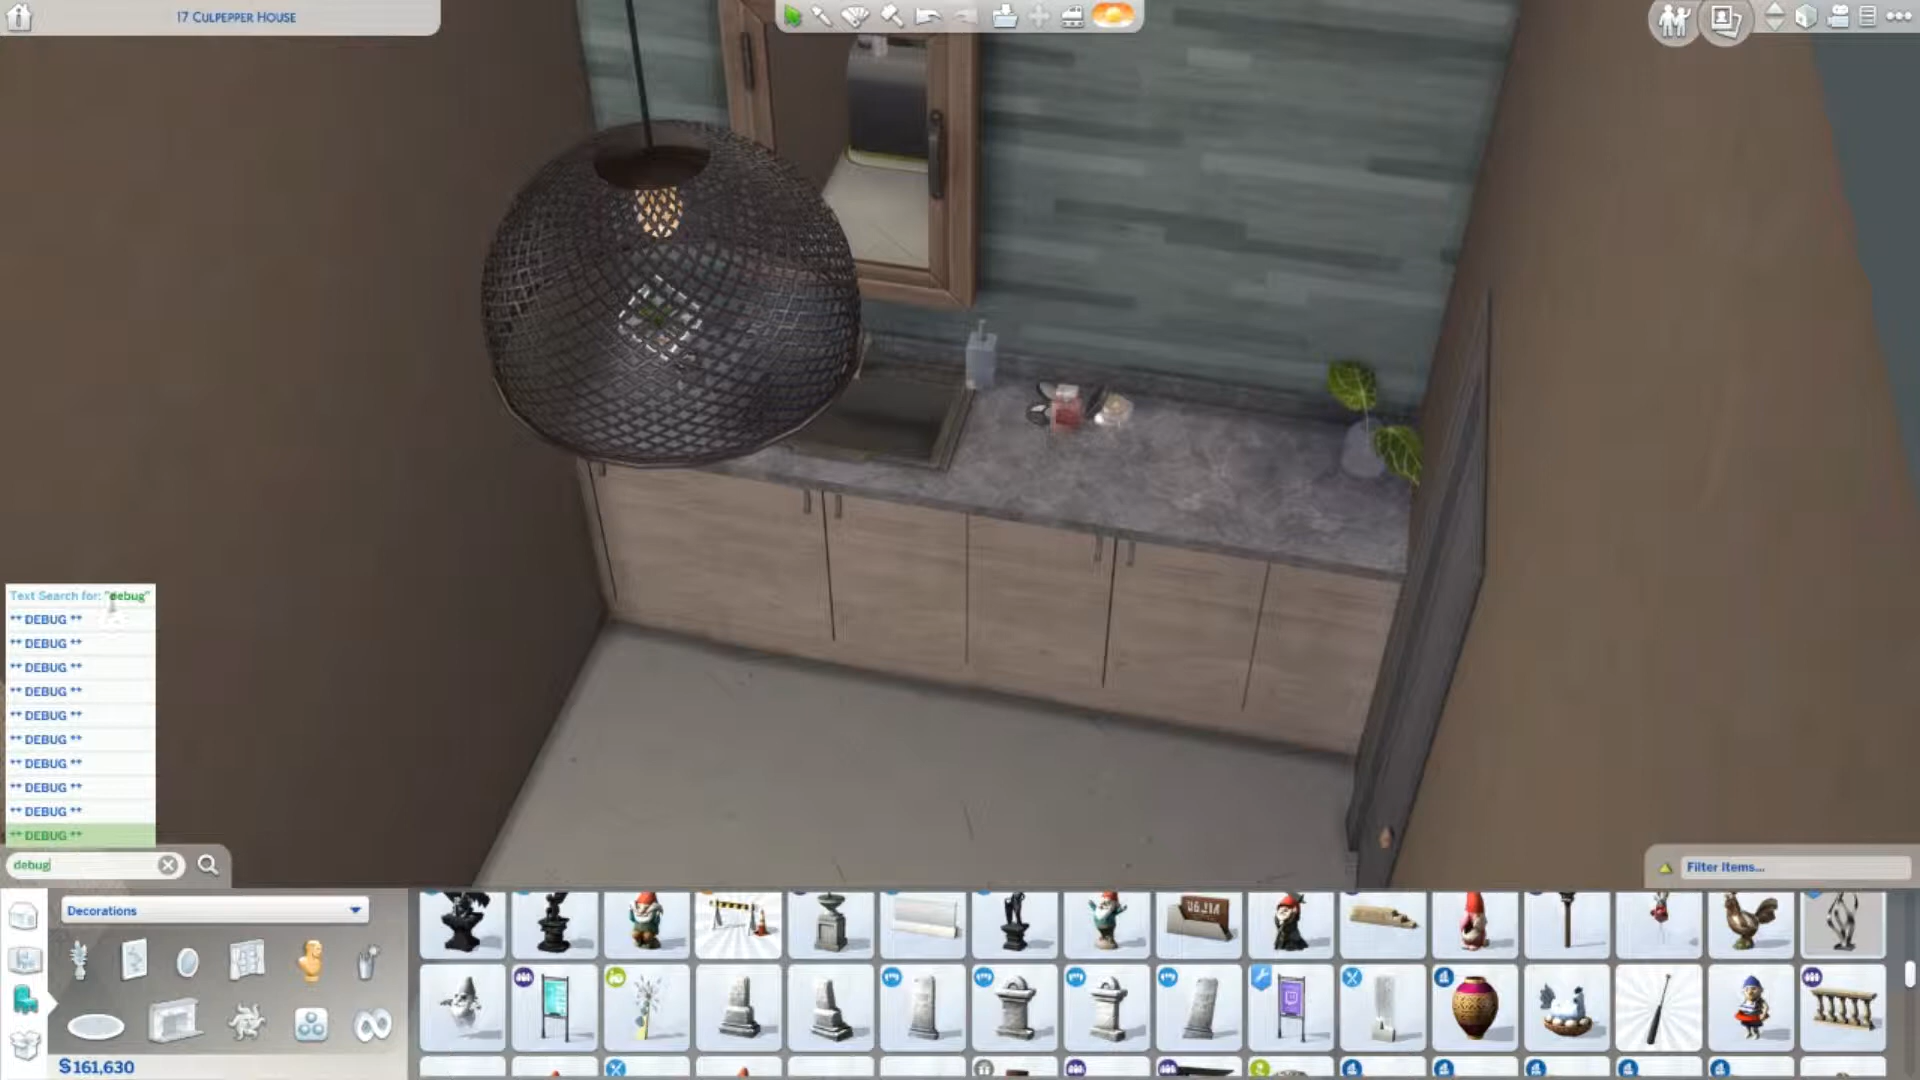 17 CULPEPPER HOUSE
Text Search for: "debug"
** DEBUG **
** DEBUG **
** DEBUG **
** DEBUG **
** DEBUG **
** DEBUG **
** DEBUG **
** DEBUG **
** DEBUG **
** DEBUG **
debug
Filter Items...
Decorations
§161,630